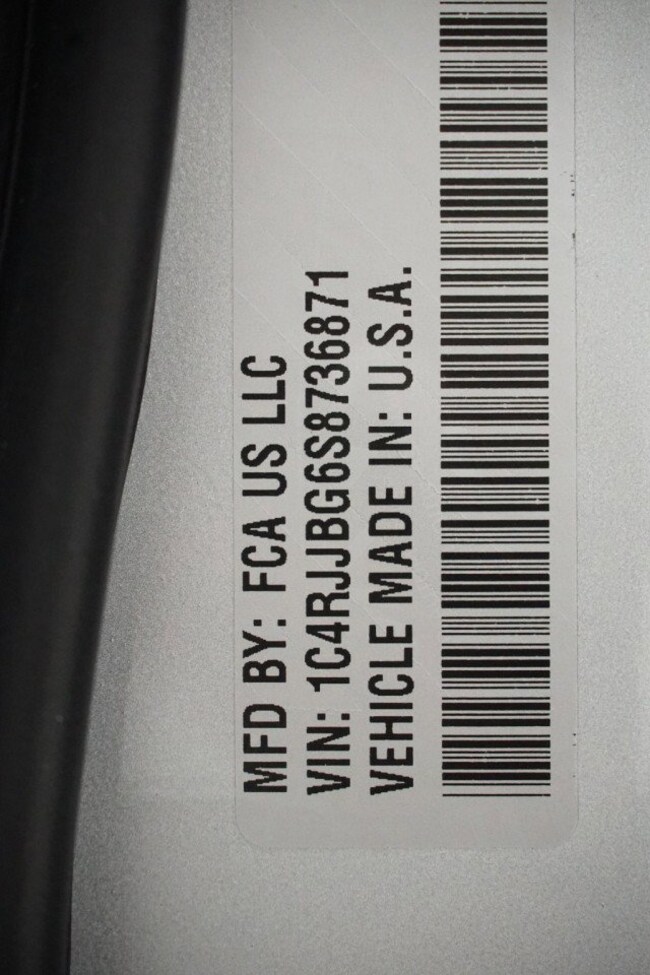 MFD BY: FCA US LLC
VIN: 1C4RJJBG6S8736871
VEHICLE MADE IN: U.S.A.